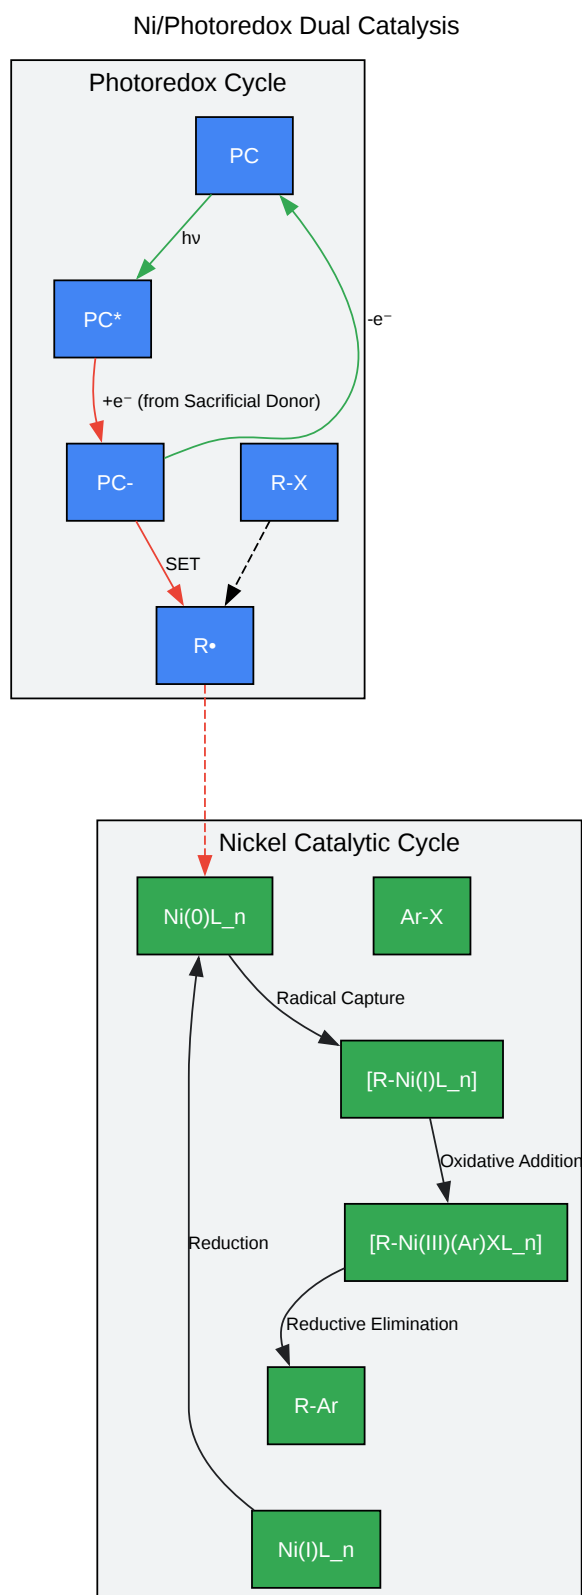 Ni/Photoredox Dual Catalysis
Photoredox Cycle
PC
hν
PC*
-e⁻
+e⁻ (from Sacrificial Donor)
PC-
R-X
SET
R•
Nickel Catalytic Cycle
Ni(0)L_n
Ar-X
Radical Capture
[R-Ni(I)L_n]
Oxidative Addition
[R-Ni(III)(Ar)XL_n]
Reduction
Reductive Elimination
R-Ar
Ni(I)L_n